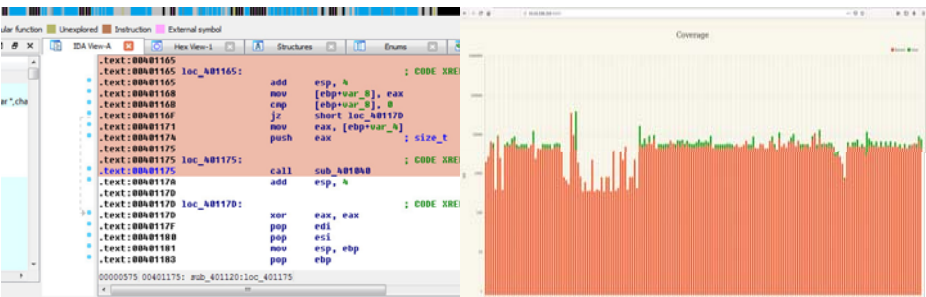 ular function Unexplored Instruction External symbol
IDA View-A Hex View-1 Structures Enums
.text:00401165
.text:00401165 loc_401165: ; CODE XREF
.text:00401165 add esp, 4
.text:00401168 mov [ebp+var_8], eax
.text:0040116B cmp [ebp+var_8], 0
.text:0040116F jz short loc_40117D
.text:00401171 mov eax, [ebp+var_4]
.text:00401174 push eax ; size_t
.text:00401175
.text:00401175 loc_401175: ; CODE XREF
.text:00401175 call sub_401040
.text:0040117A add esp, 4
.text:0040117D
.text:0040117D loc_40117D: ; CODE XREF
.text:0040117D xor eax, eax
.text:0040117F pop edi
.text:00401180 pop esi
.text:00401181 mov esp, ebp
.text:00401183 pop ebp
00000575 00401175: sub_401120:loc_401175
ar ",cha
Coverage